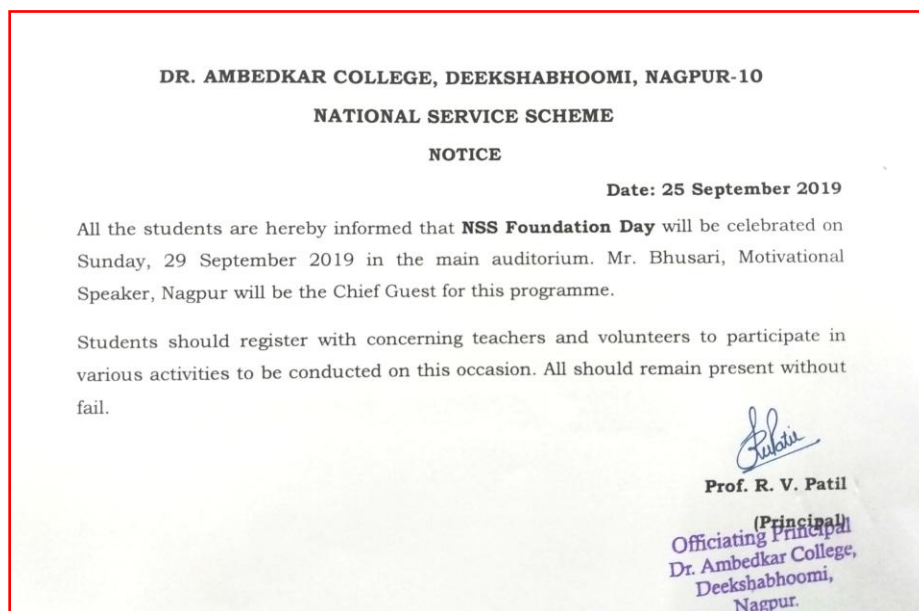 DR. AMBEDKAR COLLEGE, DEEKSHABHOOMI, NAGPUR-10
NATIONAL SERVICE SCHEME
NOTICE
Date: 25 September 2019
All the students are hereby informed that NSS Foundation Day will be celebrated on
Sunday, 29 September 2019 in the main auditorium. Mr. Bhusari, Motivational
Speaker, Nagpur will be the Chief Guest for this programme.
Students should register with concerning teachers and volunteers to participate in
various activities to be conducted on this occasion. All should remain present without
fail.
RVPatil
Prof. R. V. Patil
(Principal)
Officiating Principal
Dr. Ambedkar College,
Deekshabhoomi,
Nagpur.